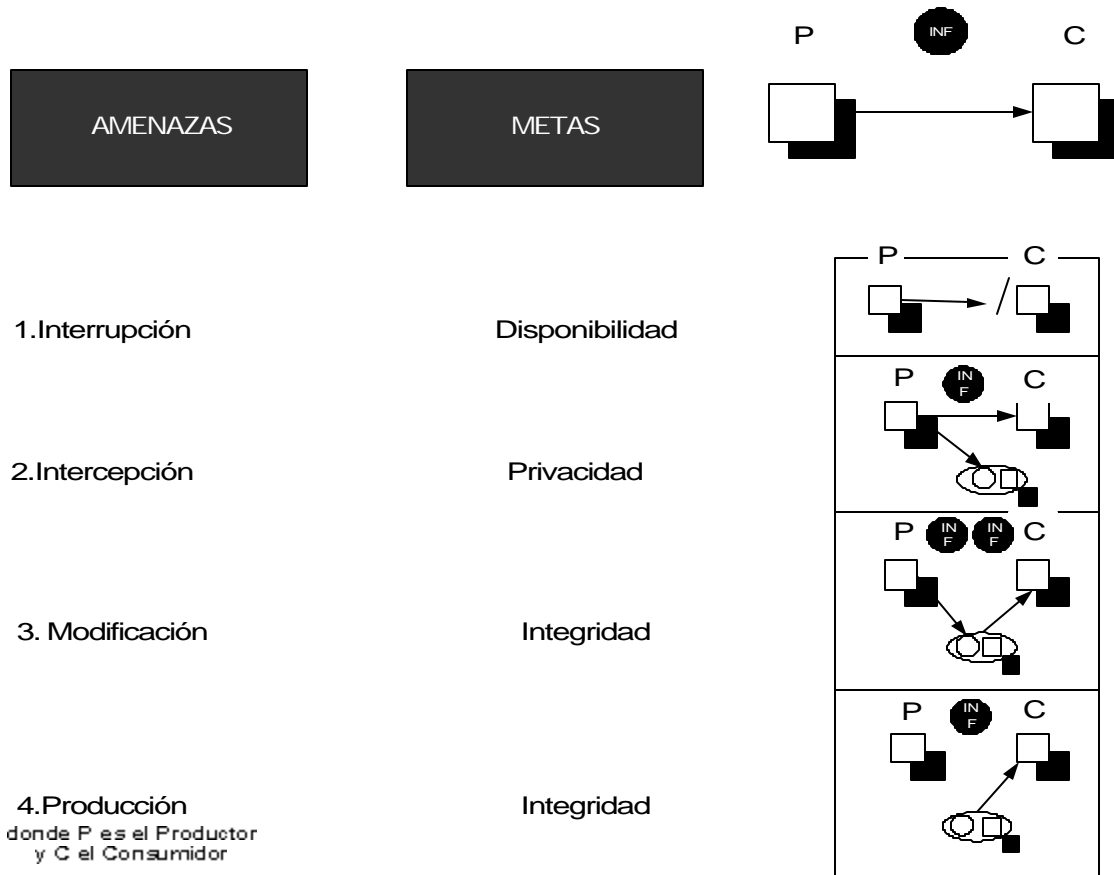 P INF C
AMENAZAS METAS
P C
1.Interrupción Disponibilidad
P IN C
F
2.Intercepción Privacidad
P IN IN C
F F
3. Modificación Integridad
P IN C
F
4.Producción Integridad
donde P es el Productor
y C el Consumidor